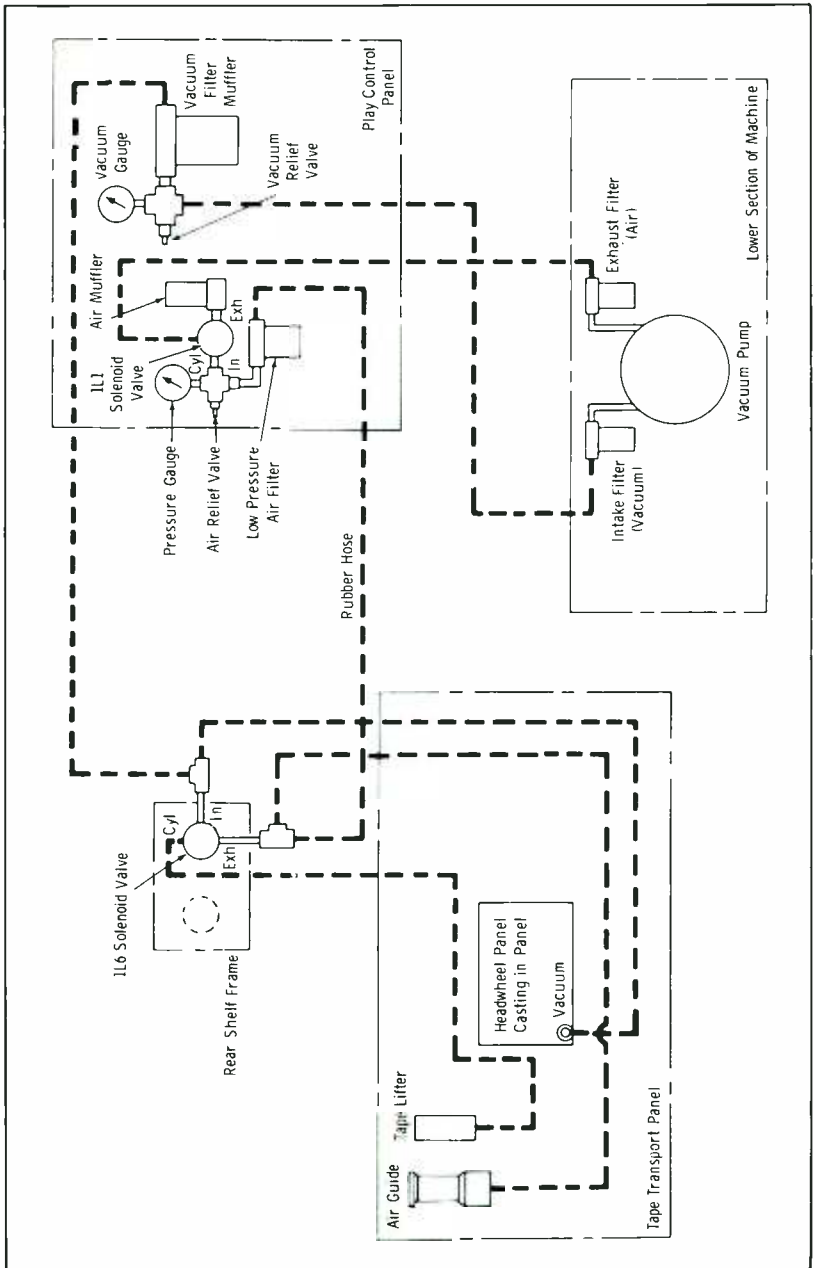 Vacuum
Gauge
Vacuum
Filter
Muffler
Vacuum
Relief
Valve
Play Control
Panel
Air Muffler
1L1
Solenoid
Valve
Cyl
In
Exh
Pressure Gauge
Air Relief Valve
Low Pressure
Air Filter
Rubber Hose
Exhaust Filter
(Air)
Lower Section of Machine
Vacuum Pump
Intake Filter
(Vacuum)
1L6 Solenoid Valve
Cyl
In
Exh
Rear Shelf Frame
Headwheel Panel
Casting in Panel
Vacuum
Tape Lifter
Air Guide
Tape Transport Panel